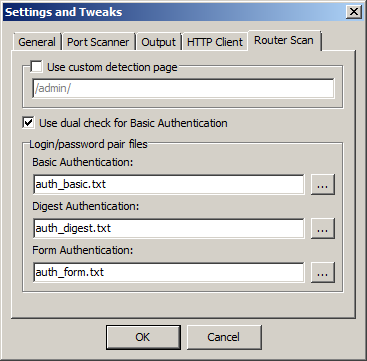 Settings and Tweaks
General Port Scanner Output HTTP Client Router Scan
Use custom detection page
/admin/
Use dual check for Basic Authentication
Login/password pair files
Basic Authentication:
auth_basic.txt ...
Digest Authentication:
auth_digest.txt ...
Form Authentication:
auth_form.txt ...
OK Cancel